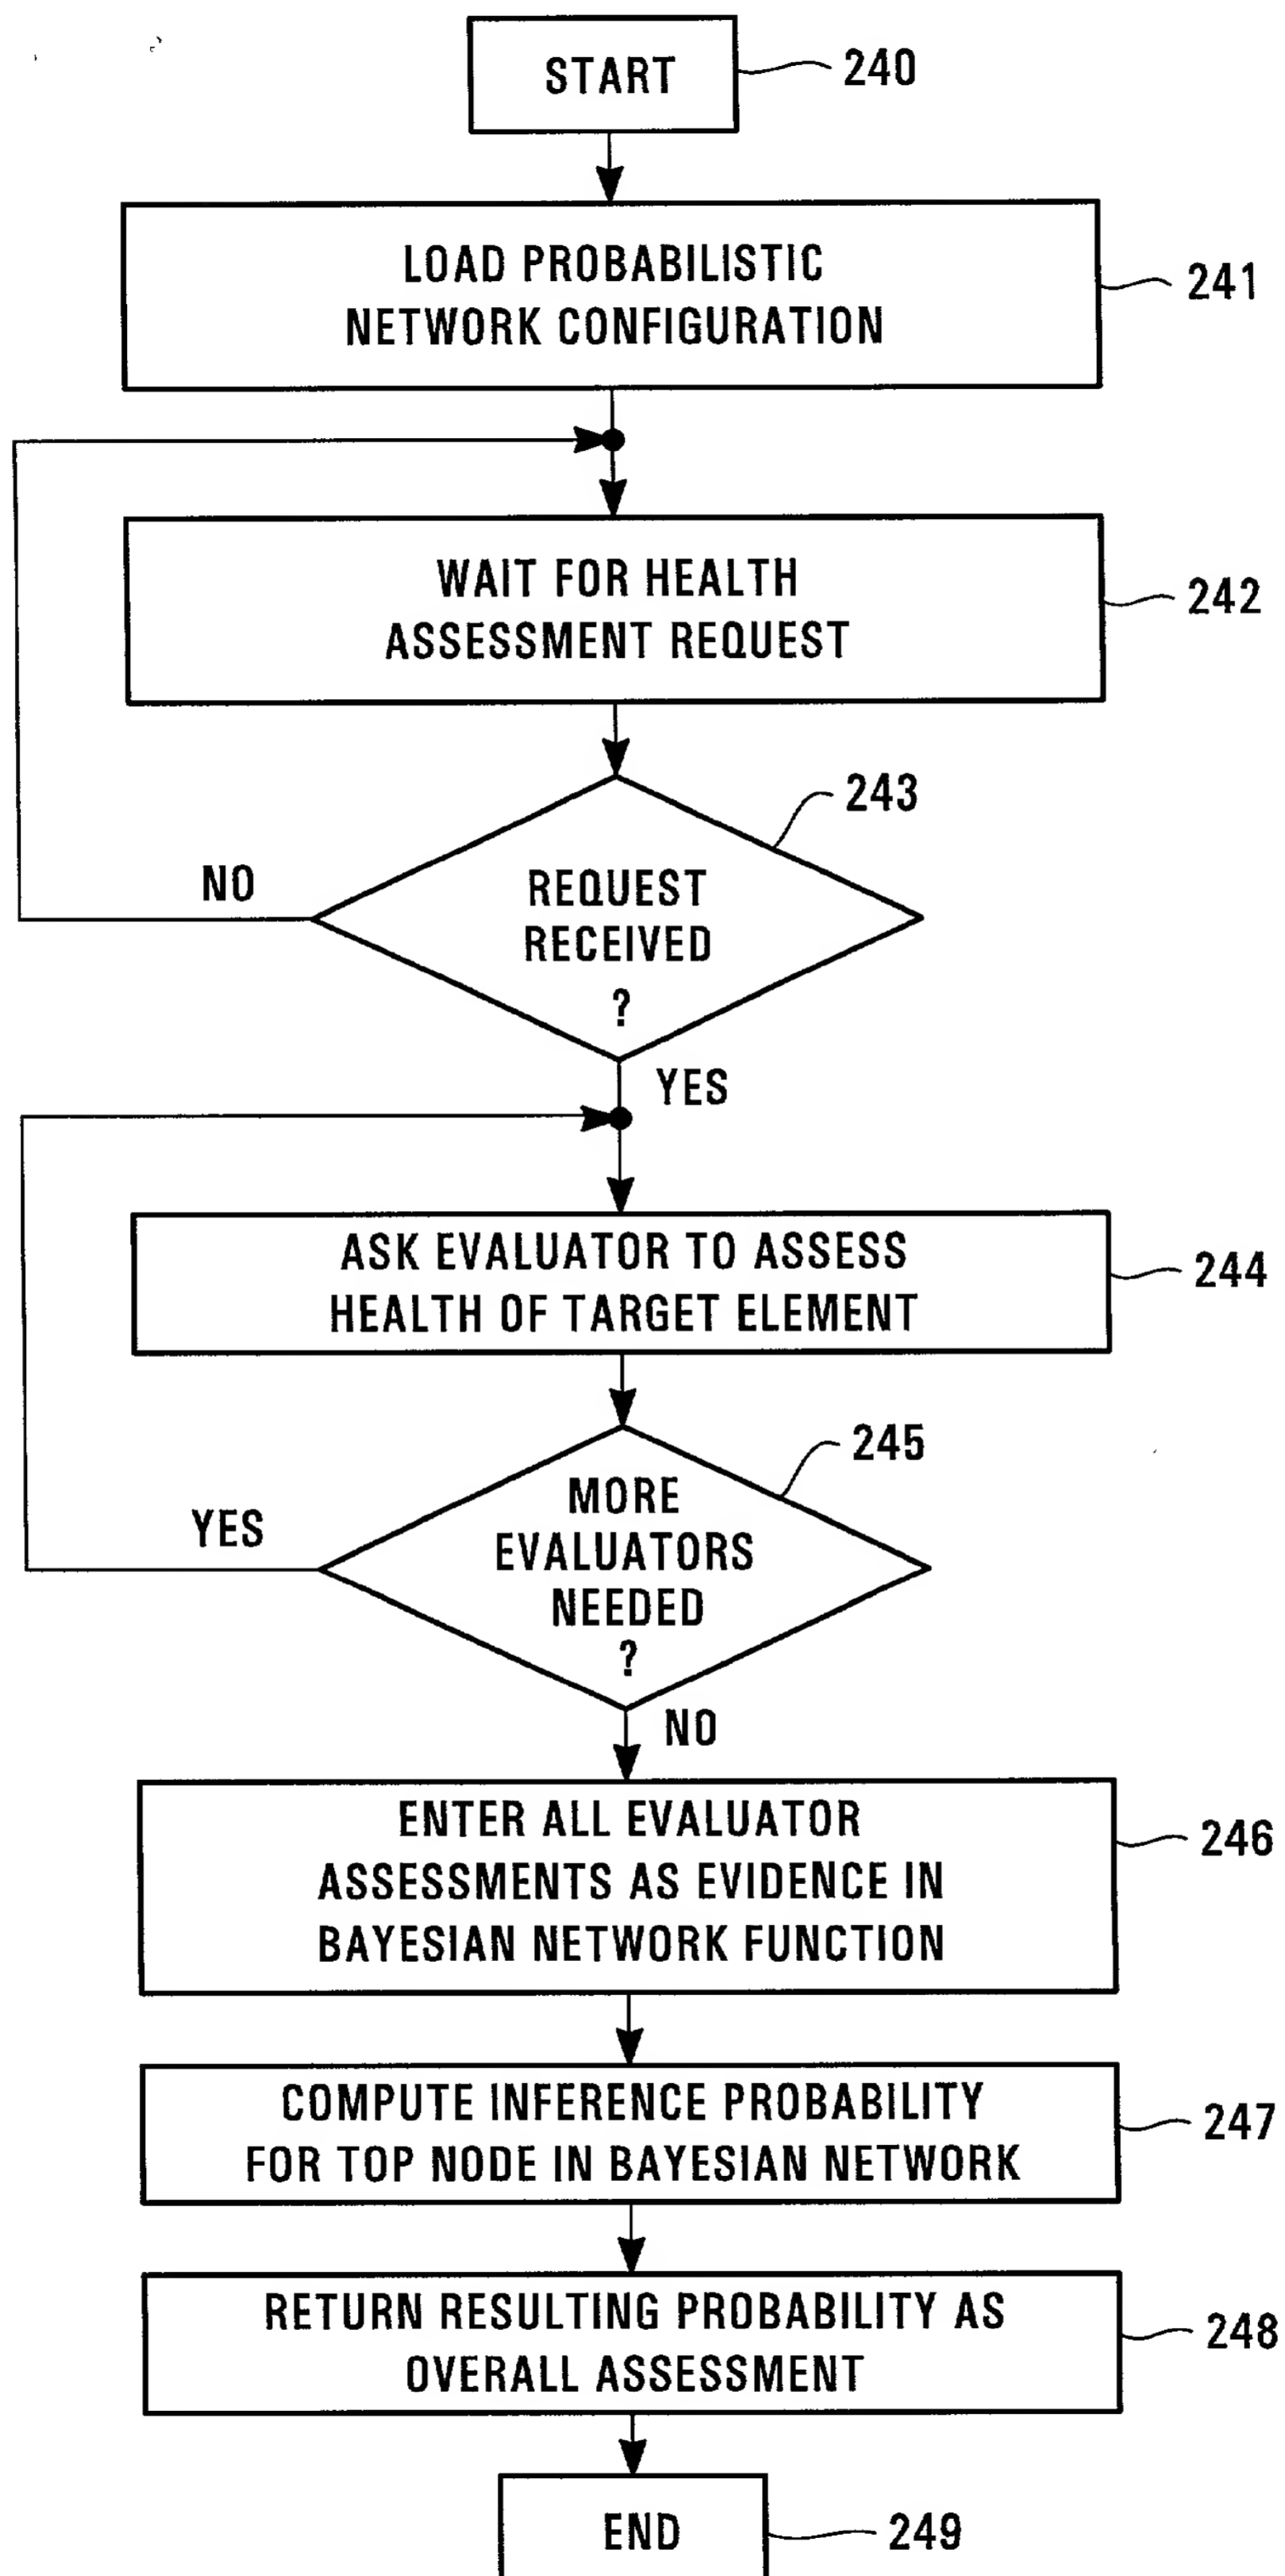 START
240
LOAD PROBABILISTIC
NETWORK CONFIGURATION
241
WAIT FOR HEALTH
ASSESSMENT REQUEST
242
243
REQUEST
RECEIVED
?
NO
YES
ASK EVALUATOR TO ASSESS
HEALTH OF TARGET ELEMENT
244
245
MORE
EVALUATORS
NEEDED
?
YES
NO
ENTER ALL EVALUATOR
ASSESSMENTS AS EVIDENCE IN
BAYESIAN NETWORK FUNCTION
246
COMPUTE INFERENCE PROBABILITY
FOR TOP NODE IN BAYESIAN NETWORK
247
RETURN RESULTING PROBABILITY AS
OVERALL ASSESSMENT
248
END
249